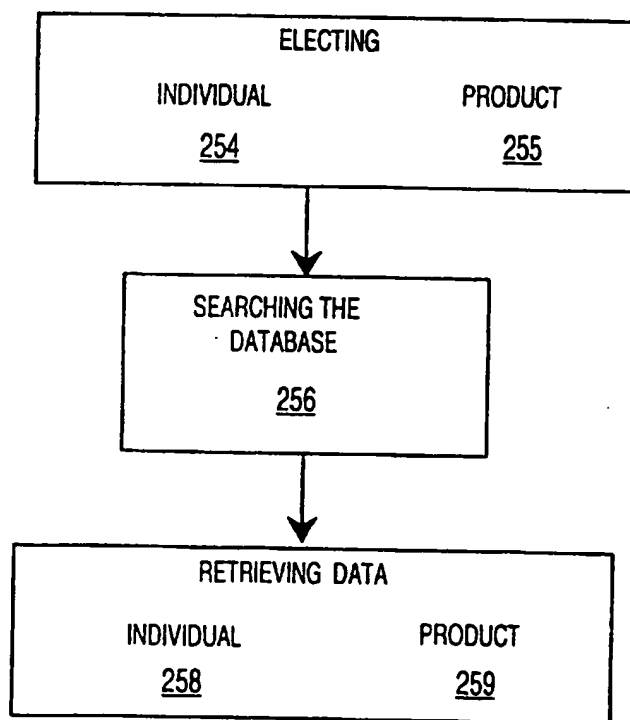 ELECTING
INDIVIDUAL PRODUCT
254 255
SEARCHING THE
DATABASE
256
RETRIEVING DATA
INDIVIDUAL PRODUCT
258 259